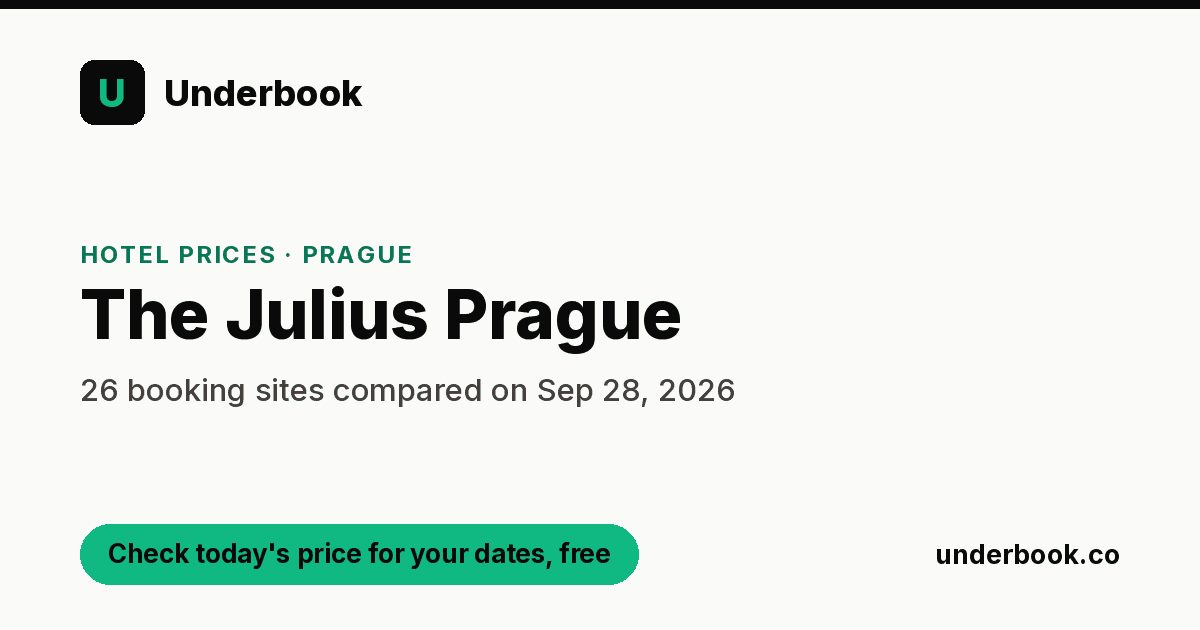 U
Underbook
HOTEL PRICES · PRAGUE
The Julius Prague
26 booking sites compared on Sep 28, 2026
Check today's price for your dates, free
underbook.co